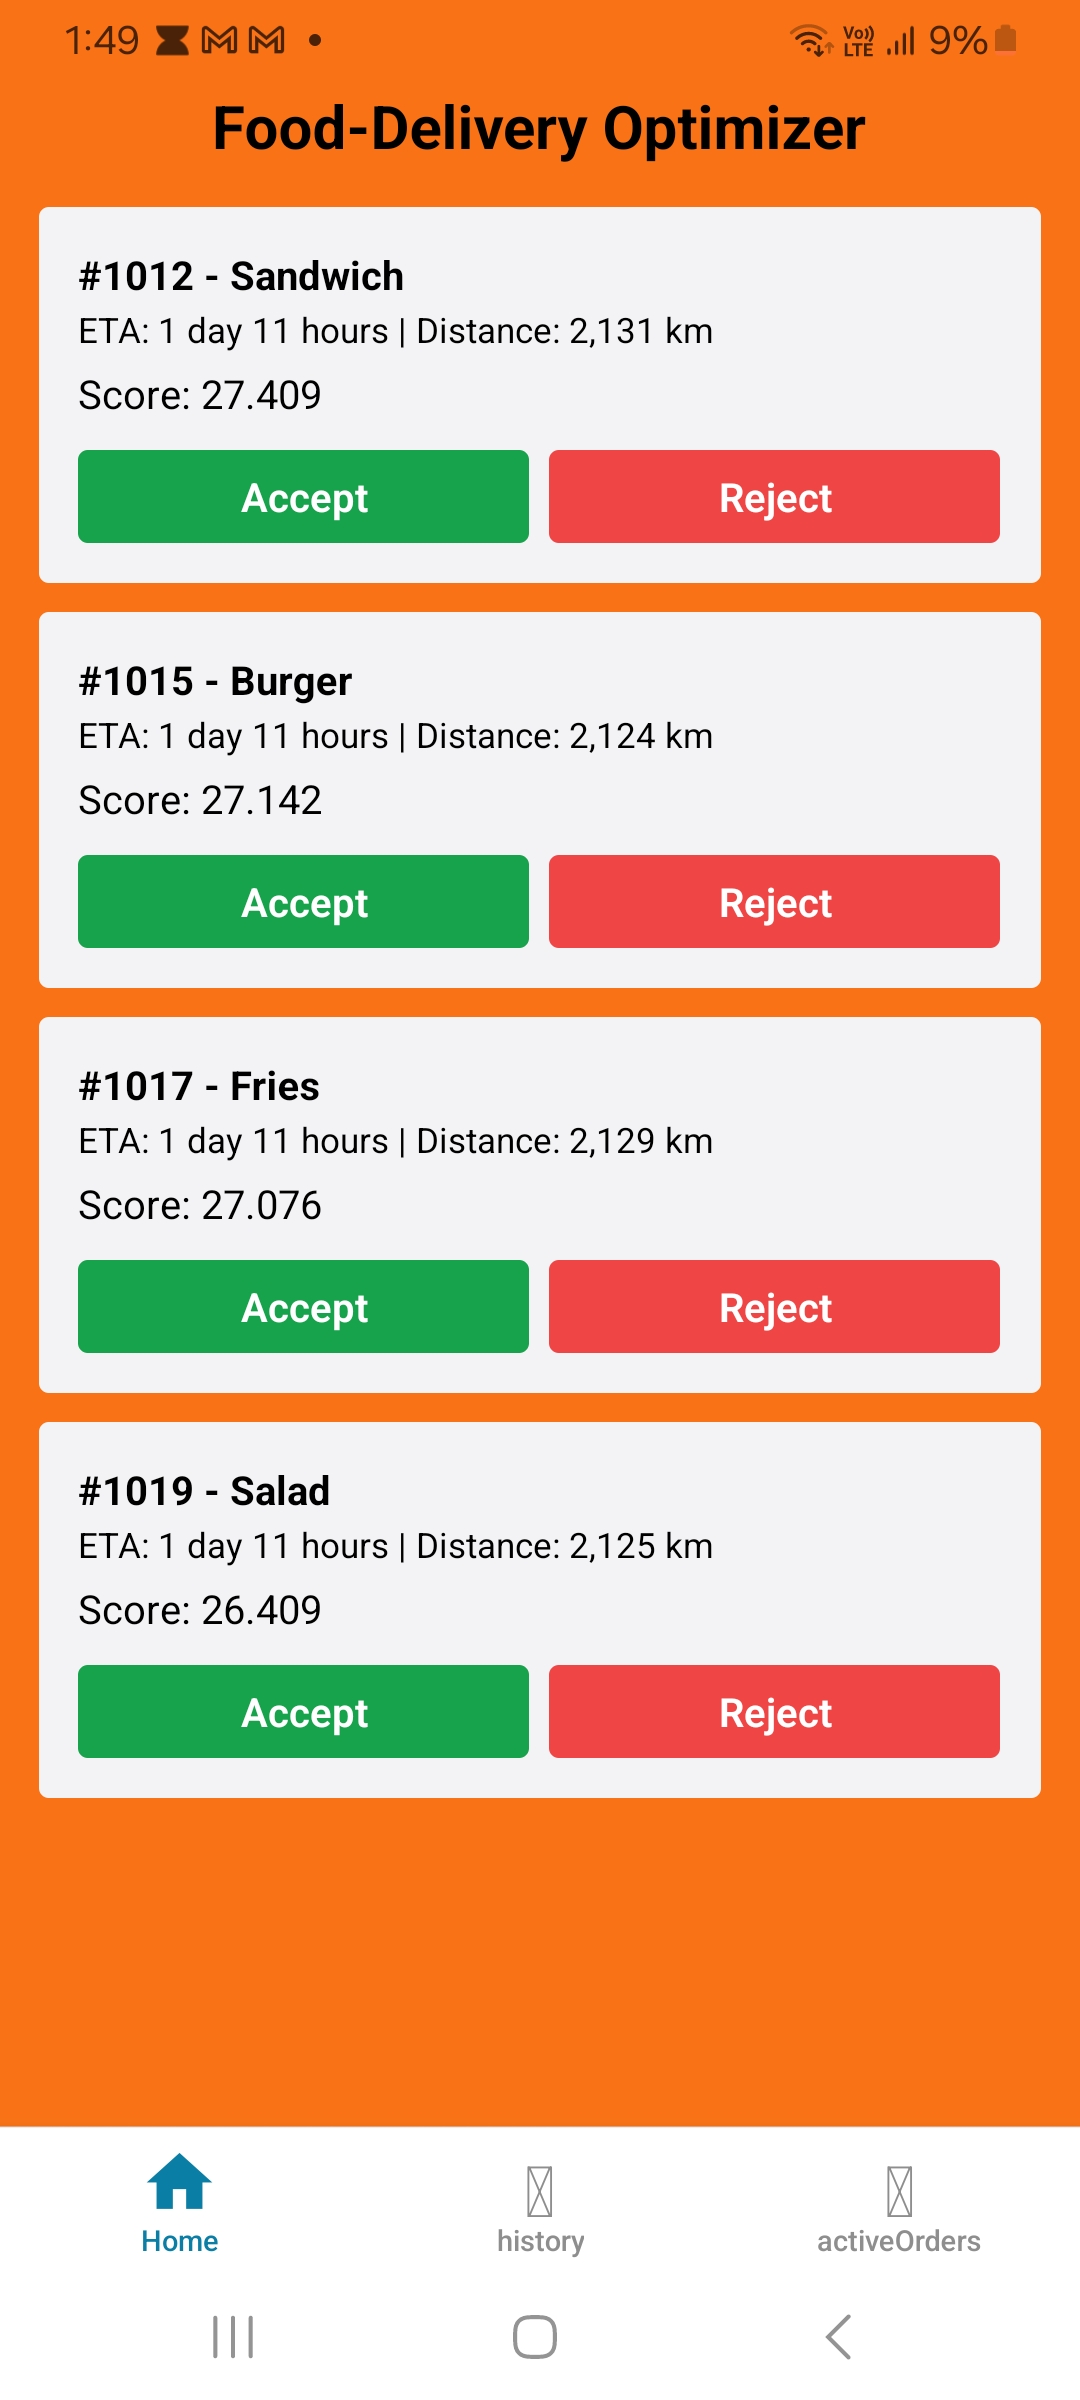 1:49
Vo)) LTE 9%
Food-Delivery Optimizer
#1012 - Sandwich
ETA: 1 day 11 hours | Distance: 2,131 km
Score: 27.409
Accept Reject
#1015 - Burger
ETA: 1 day 11 hours | Distance: 2,124 km
Score: 27.142
Accept Reject
#1017 - Fries
ETA: 1 day 11 hours | Distance: 2,129 km
Score: 27.076
Accept Reject
#1019 - Salad
ETA: 1 day 11 hours | Distance: 2,125 km
Score: 26.409
Accept Reject
Home history activeOrders